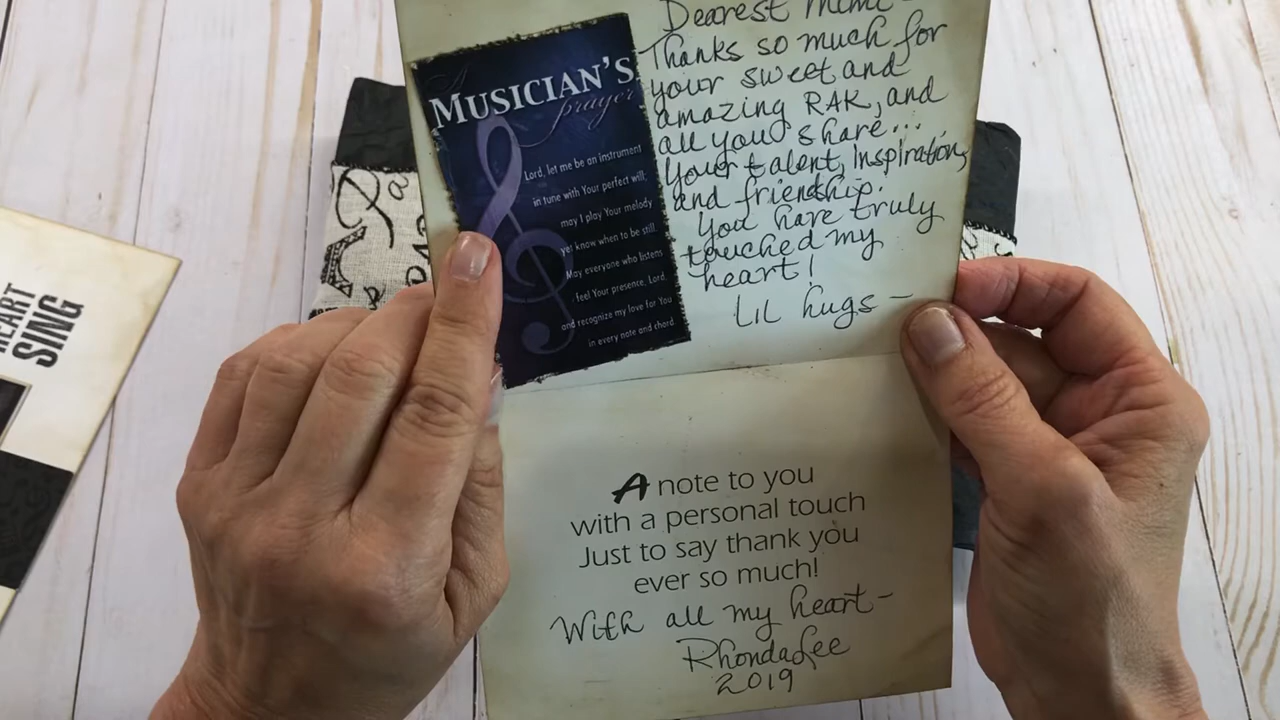 Dearest Mimi -
Thanks so much for
your sweet and
amazing RAK, and
all you share...
Your talent, inspiration,
and friendship.
You have truly
touched my
heart!
Lil hugs -
A
MUSICIAN'S
prayer
Lord, let me be an instrument
in tune with Your perfect will;
may I play Your melody
yet know when to be still.
May everyone who listens
feel Your presence, Lord,
and recognize my love for You
in every note and chord.
A note to you
with a personal touch
Just to say thank you
ever so much!
With all my heart-
RhondaLee
2019
HEART
SING
Pa